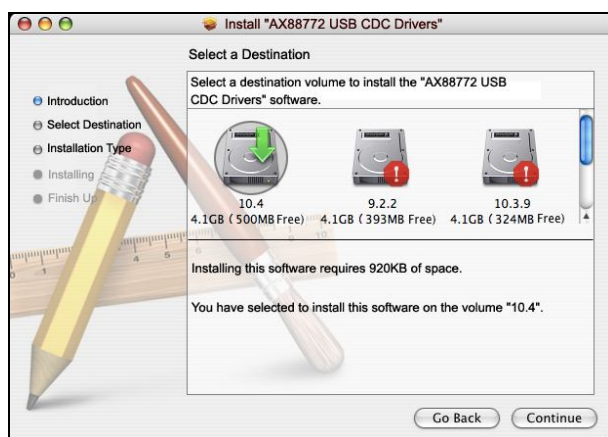 Install "AX88772 USB CDC Drivers"
Select a Destination
Introduction
Select Destination
Installation Type
Installing
Finish Up
Select a destination volume to install the "AX88772 USB
CDC Drivers" software.
10.4
4.1GB (500MB Free)
9.2.2
4.1GB (393MB Free)
10.3.9
4.1GB (324MB Free)
Installing this software requires 920KB of space.
You have selected to install this software on the volume "10.4".
Go Back
Continue